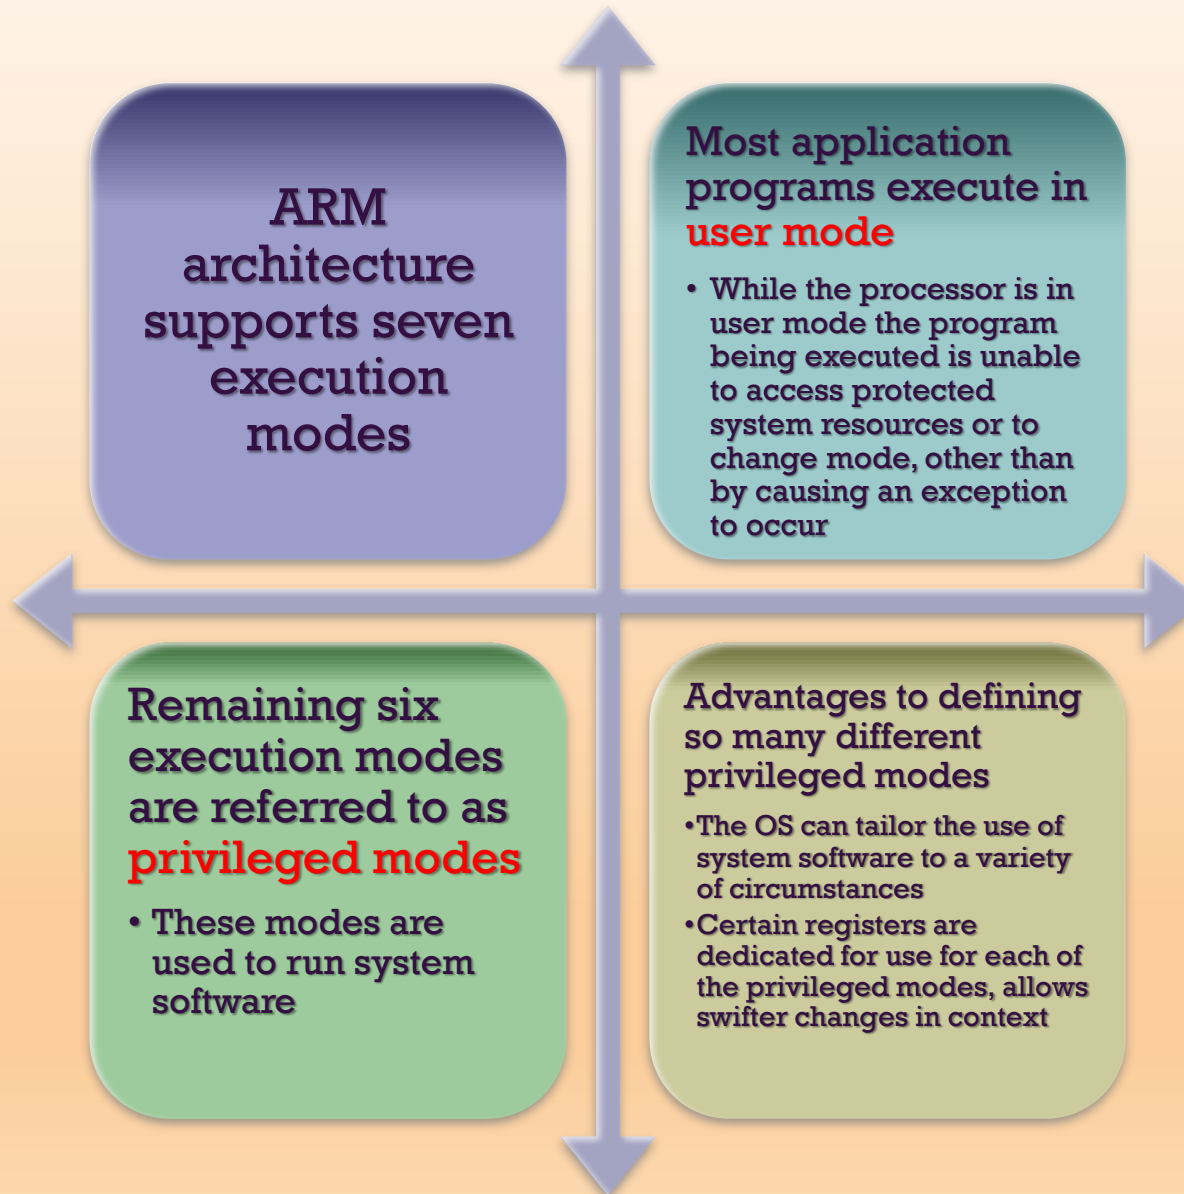 ARM
architecture
supports seven
execution
modes
Most application
programs execute in
user mode
• While the processor is in
user mode the program
being executed is unable
to access protected
system resources or to
change mode, other than
by causing an exception
to occur
Remaining six
execution modes
are referred to as
privileged modes
• These modes are
used to run system
software
Advantages to defining
so many different
privileged modes
•The OS can tailor the use of
system software to a variety
of circumstances
•Certain registers are
dedicated for use for each of
the privileged modes, allows
swifter changes in context